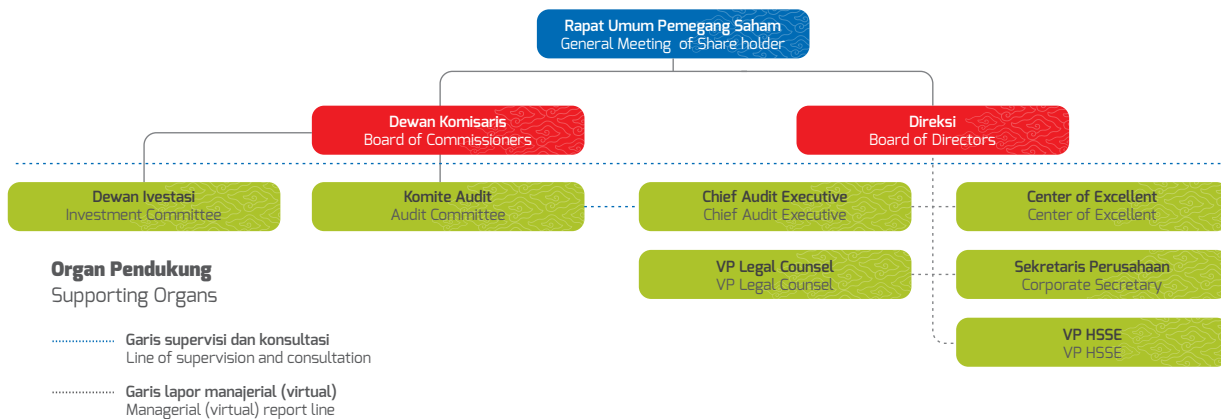 Rapat Umum Pemegang Saham
General Meeting of Share holder
Dewan Komisaris
Board of Commissioners
Direksi
Board of Directors
Dewan Ivestasi
Investment Committee
Komite Audit
Audit Committee
Chief Audit Executive
Chief Audit Executive
Center of Excellent
Center of Excellent
VP Legal Counsel
VP Legal Counsel
Sekretaris Perusahaan
Corporate Secretary
VP HSSE
VP HSSE
Organ Pendukung
Supporting Organs
Garis supervisi dan konsultasi
Line of supervision and consultation
Garis lapor manajerial (virtual)
Managerial (virtual) report line